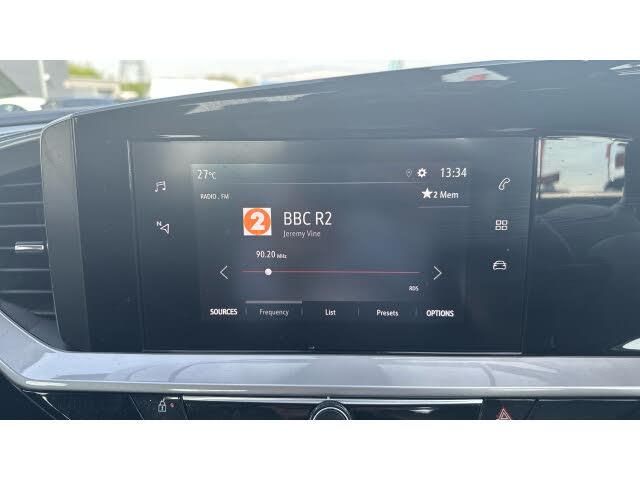 27°C 13:34
RADIO . FM ★2 Mem
2 BBC R2
Jeremy Vine
N
90.20 MHz
RDS
SOURCES Frequency List Presets OPTIONS